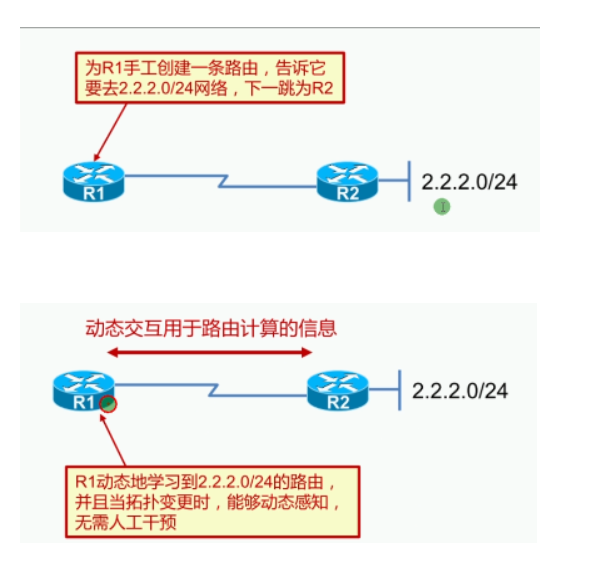 为R1手工创建一条路由，告诉它
要去2.2.2.0/24网络，下一跳为R2
R1
R2
2.2.2.0/24
动态交互用于路由计算的信息
R1
R2
2.2.2.0/24
R1动态地学习到2.2.2.0/24的路由，
并且当拓扑变更时，能够动态感知，
无需人工干预